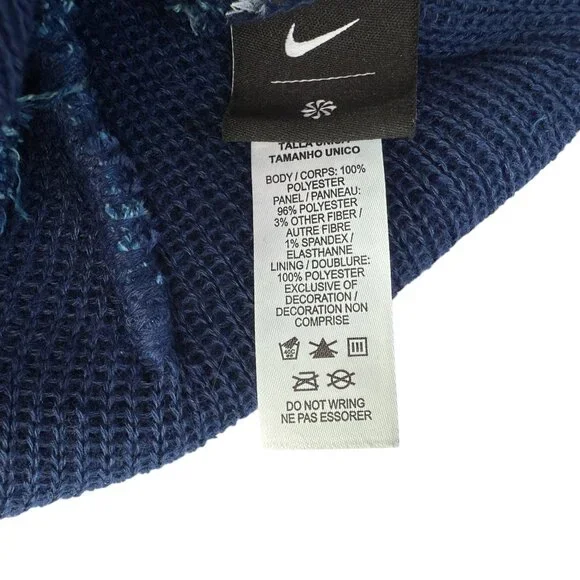 TALLA UNICA
TAMANHO UNICO
BODY / CORPS: 100%
POLYESTER
PANEL / PANNEAU:
96% POLYESTER
3% OTHER FIBER /
AUTRE FIBRE
1% SPANDEX /
ELASTHANNE
LINING / DOUBLURE:
100% POLYESTER
EXCLUSIVE OF
DECORATION /
DECORATION NON
COMPRISE
40C
DO NOT WRING
NE PAS ESSORER